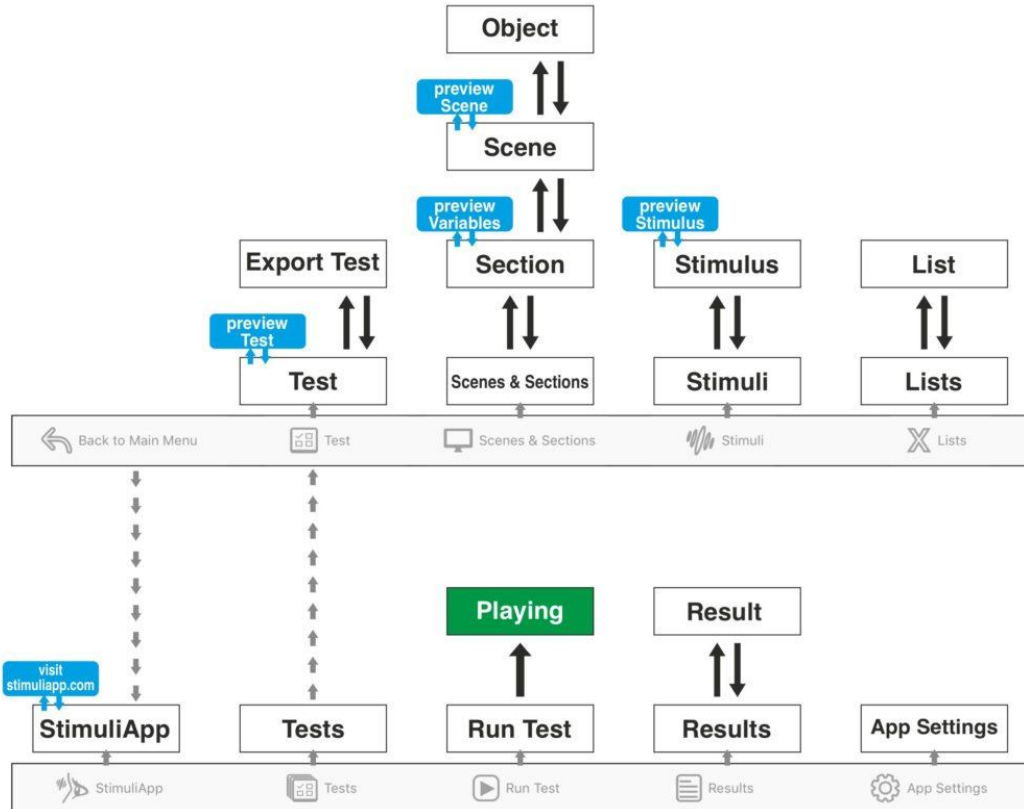 Object
preview
Scene
Scene
preview
Variables
preview
Stimulus
Export Test
Section
Stimulus
List
preview
Test
Test
Scenes & Sections
Stimuli
Lists
Back to Main Menu
Test
Scenes & Sections
Stimuli
Lists
Playing
Result
visit
stimuliapp.com
StimuliApp
Tests
Run Test
Results
App Settings
StimuliApp
Tests
Run Test
Results
App Settings